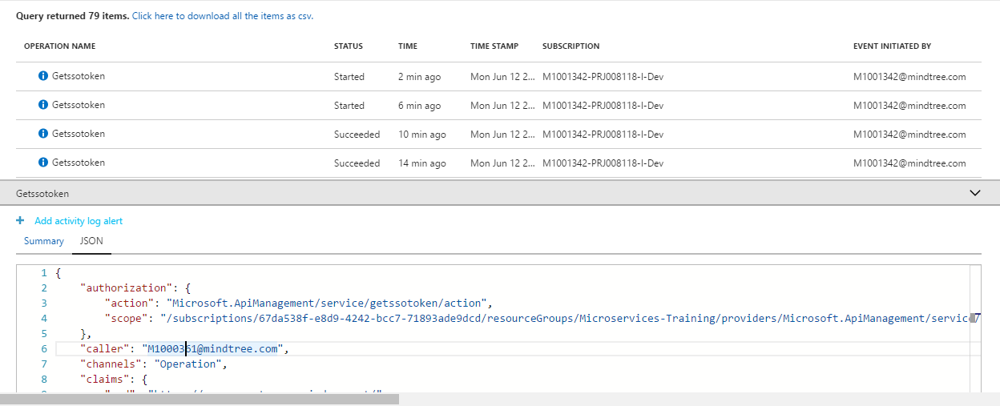 Query returned 79 items. Click here to download all the items as csv.
OPERATION NAME STATUS TIME TIME STAMP SUBSCRIPTION EVENT INITIATED BY
Getssotoken Started 2 min ago Mon Jun 12 2... M1001342-PRJ008118-I-Dev M1001342@mindtree.com
Getssotoken Started 6 min ago Mon Jun 12 2... M1001342-PRJ008118-I-Dev M1001342@mindtree.com
Getssotoken Succeeded 10 min ago Mon Jun 12 2... M1001342-PRJ008118-I-Dev M1001342@mindtree.com
Getssotoken Succeeded 14 min ago Mon Jun 12 2... M1001342-PRJ008118-I-Dev M1001342@mindtree.com
Getssotoken
+ Add activity log alert
Summary JSON
1 {
2 "authorization": {
3 "action": "Microsoft.ApiManagement/service/getssotoken/action",
4 "scope": "/subscriptions/67da538f-e8d9-4242-bcc7-71893ade9dcd/resourceGroups/Microservices-Training/providers/Microsoft.ApiManagement/service/
5 },
6 "caller": "M1000361@mindtree.com",
7 "channels": "Operation",
8 "claims": {